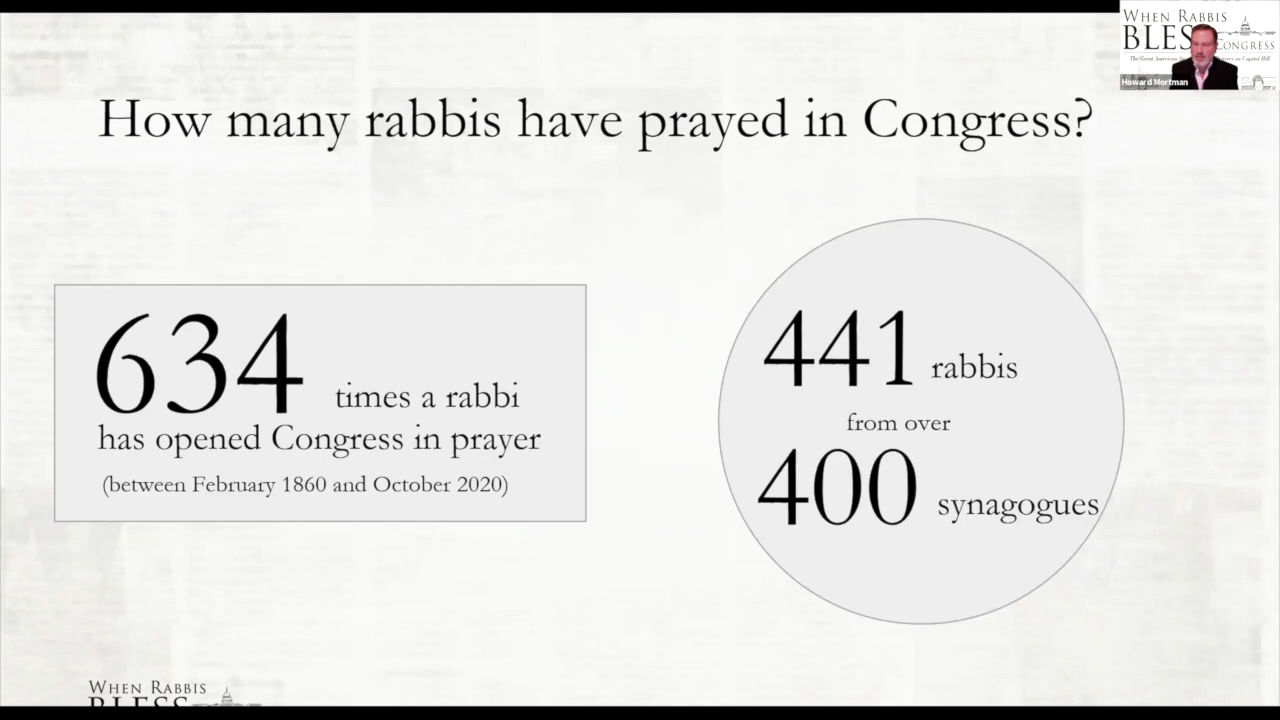 WHEN RABBIS
BLES
CONGRESS
Howard Mortman
How many rabbis have prayed in Congress?
634 times a rabbi
has opened Congress in prayer
(between February 1860 and October 2020)
441 rabbis
from over
400 synagogues
WHEN RABBIS
BLESS